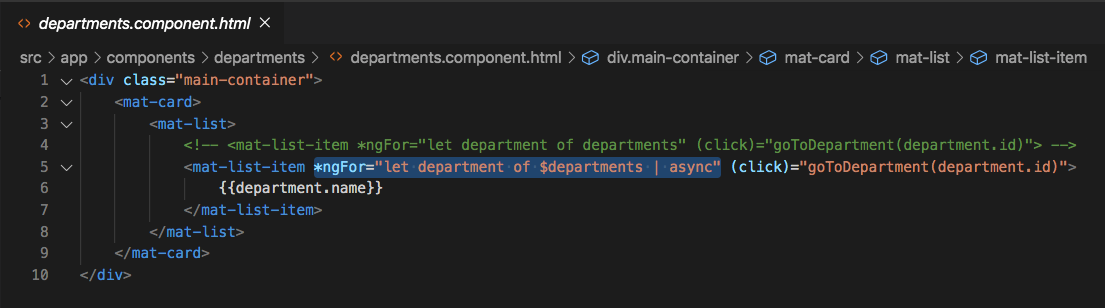 departments.component.html
src > app > components > departments > departments.component.html > div.main-container > mat-card > mat-list > mat-list-item
1 <div class="main-container">
2 <mat-card>
3 <mat-list>
4 <!-- <mat-list-item *ngFor="let department of departments" (click)="goToDepartment(department.id)"> -->
5 <mat-list-item *ngFor="let department of $departments | async" (click)="goToDepartment(department.id)">
6 {{department.name}}
7 </mat-list-item>
8 </mat-list>
9 </mat-card>
10 </div>